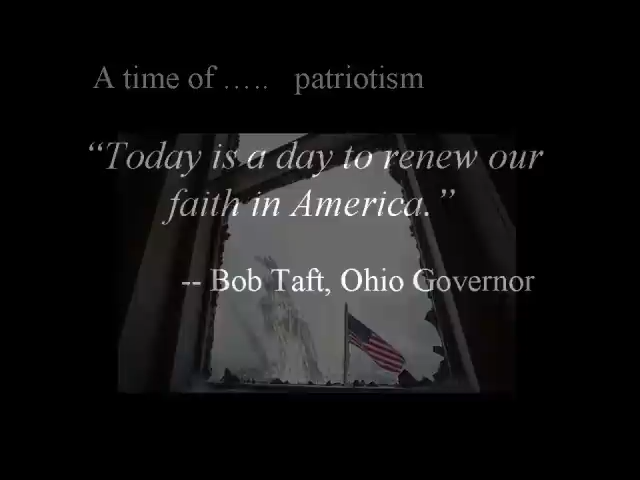 A time of ..... patriotism
“Today is a day to renew our
faith in America.”
-- Bob Taft, Ohio Governor